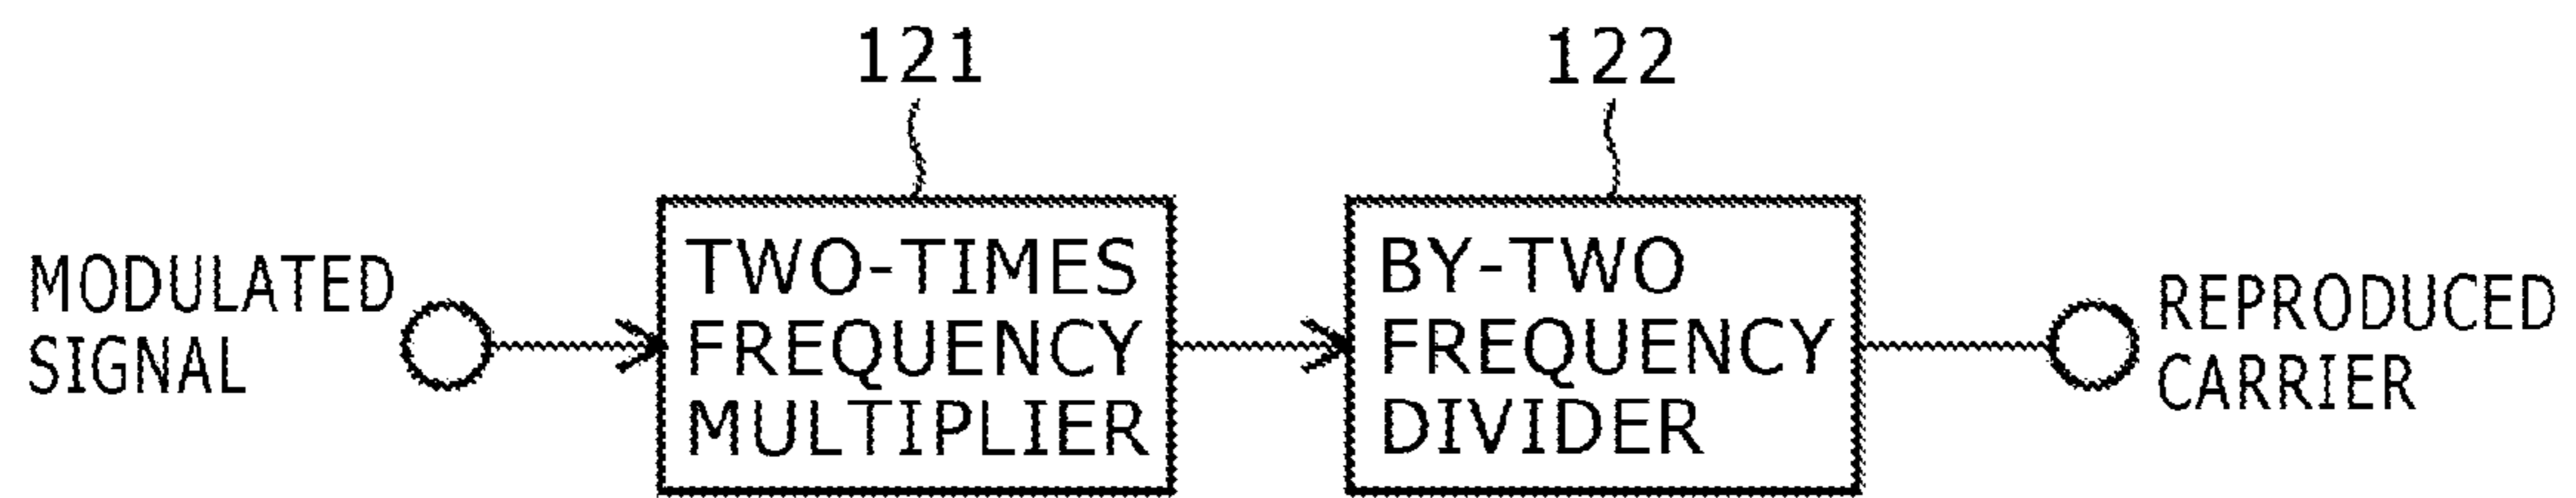 121
122
MODULATED
SIGNAL
TWO-TIMES
FREQUENCY
MULTIPLIER
BY-TWO
FREQUENCY
DIVIDER
REPRODUCED
CARRIER